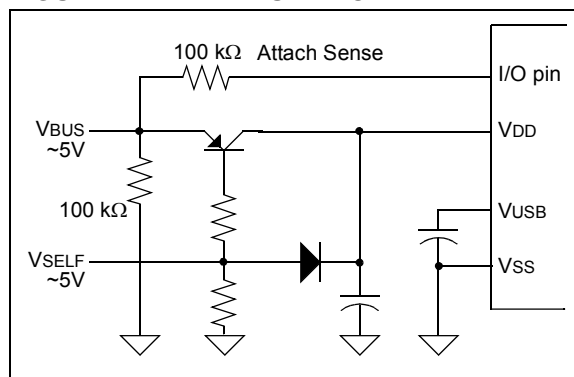 100 kΩ Attach Sense
I/O pin
VBUS
~5V
VDD
100 kΩ
VUSB
VSELF
~5V
VSS